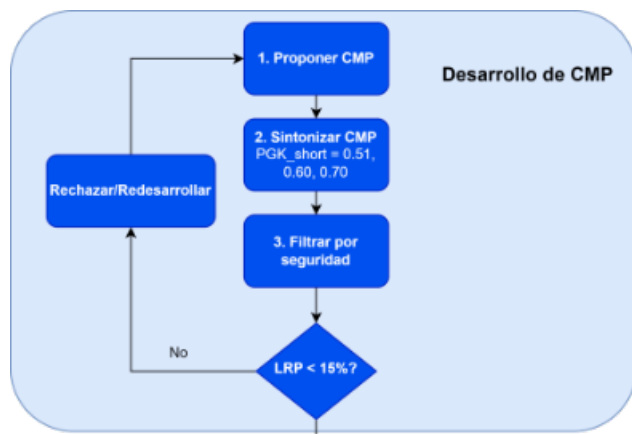 1. Proponer CMP
Desarrollo de CMP
2. Sintonizar CMP
PGK_short = 0.51,
0.60, 0.70
Rechazar/Redesarrollar
3. Filtrar por
seguridad
No
LRP < 15%?